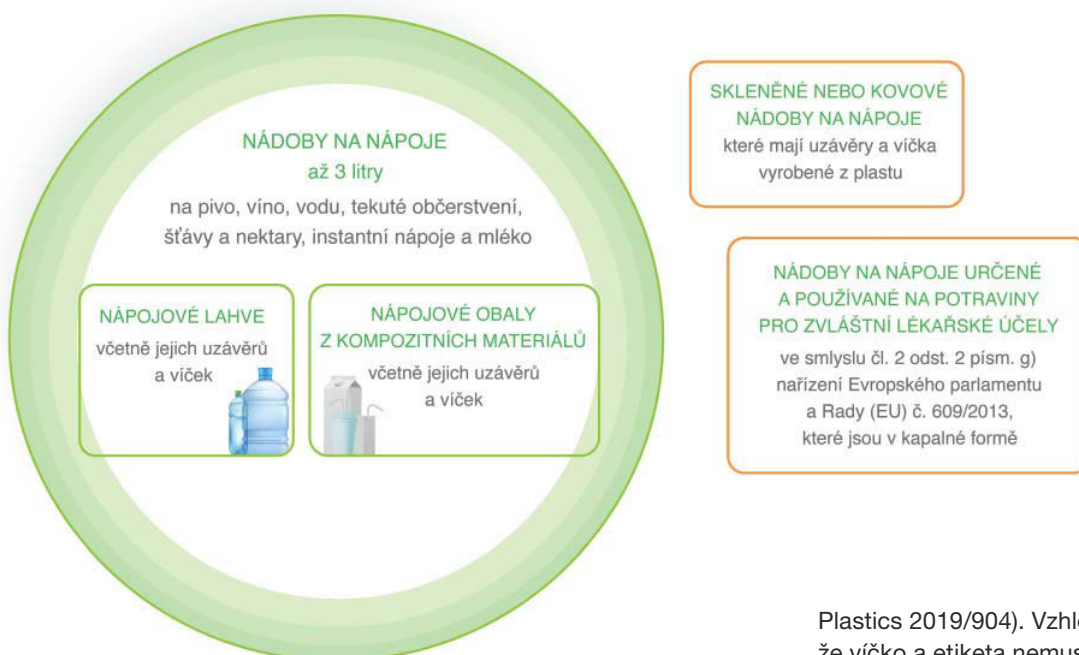 NÁDOBY NA NÁPOJE
až 3 litry
na pivo, víno, vodu, tekuté občerstvení,
šťávy a nektary, instantní nápoje a mléko
NÁPOJOVÉ LAHVE
včetně jejich uzávěrů
a víček
NÁPOJOVÉ OBALY
Z KOMPOZITNÍCH MATERIÁLŮ
včetně jejich uzávěrů
a víček
SKLENĚNÉ NEBO KOVOVÉ
NÁDOBY NA NÁPOJE
které mají uzávěry a víčka
vyrobené z plastu
NÁDOBY NA NÁPOJE URČENÉ
A POUŽÍVANÉ NA POTRAVINY
PRO ZVLÁŠTNÍ LÉKAŘSKÉ ÚČELY
ve smyslu čl. 2 odst. 2 písm. g)
nařízení Evropského parlamentu
a Rady (EU) č. 609/2013,
které jsou v kapalné formě
Plastics 2019/904).
že víčko a etiketa